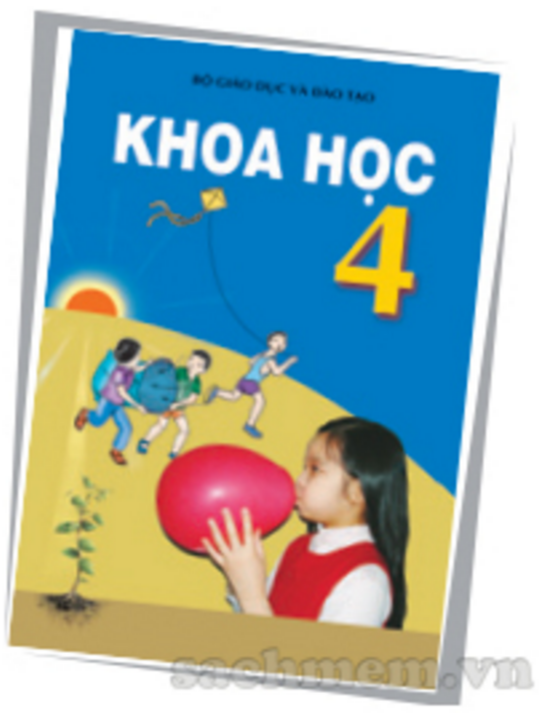 BỘ GIÁO DỤC VÀ ĐÀO TẠO
KHOA HỌC
4
sachmem.vn